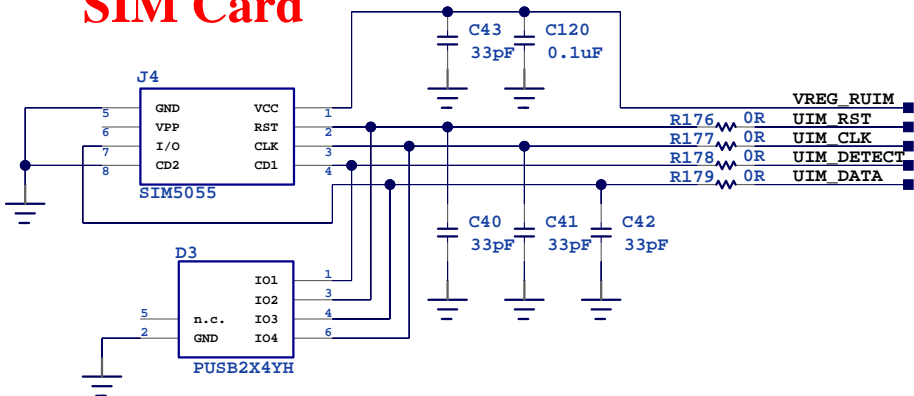 SIM Card
C43
33pF
C120
0.1uF
J4
GND
VPP
I/O
CD2
VCC
RST
CLK
CD1
5
6
7
8
1
2
3
4
SIM5055
VREG_RUIM
R176 0R UIM_RST
R177 0R UIM_CLK
R178 0R UIM_DETECT
R179 0R UIM_DATA
C40
33pF
C41
33pF
C42
33pF
D3
IO1
IO2
IO3
IO4
n.c.
GND
5
2
1
3
4
6
PUSB2X4YH